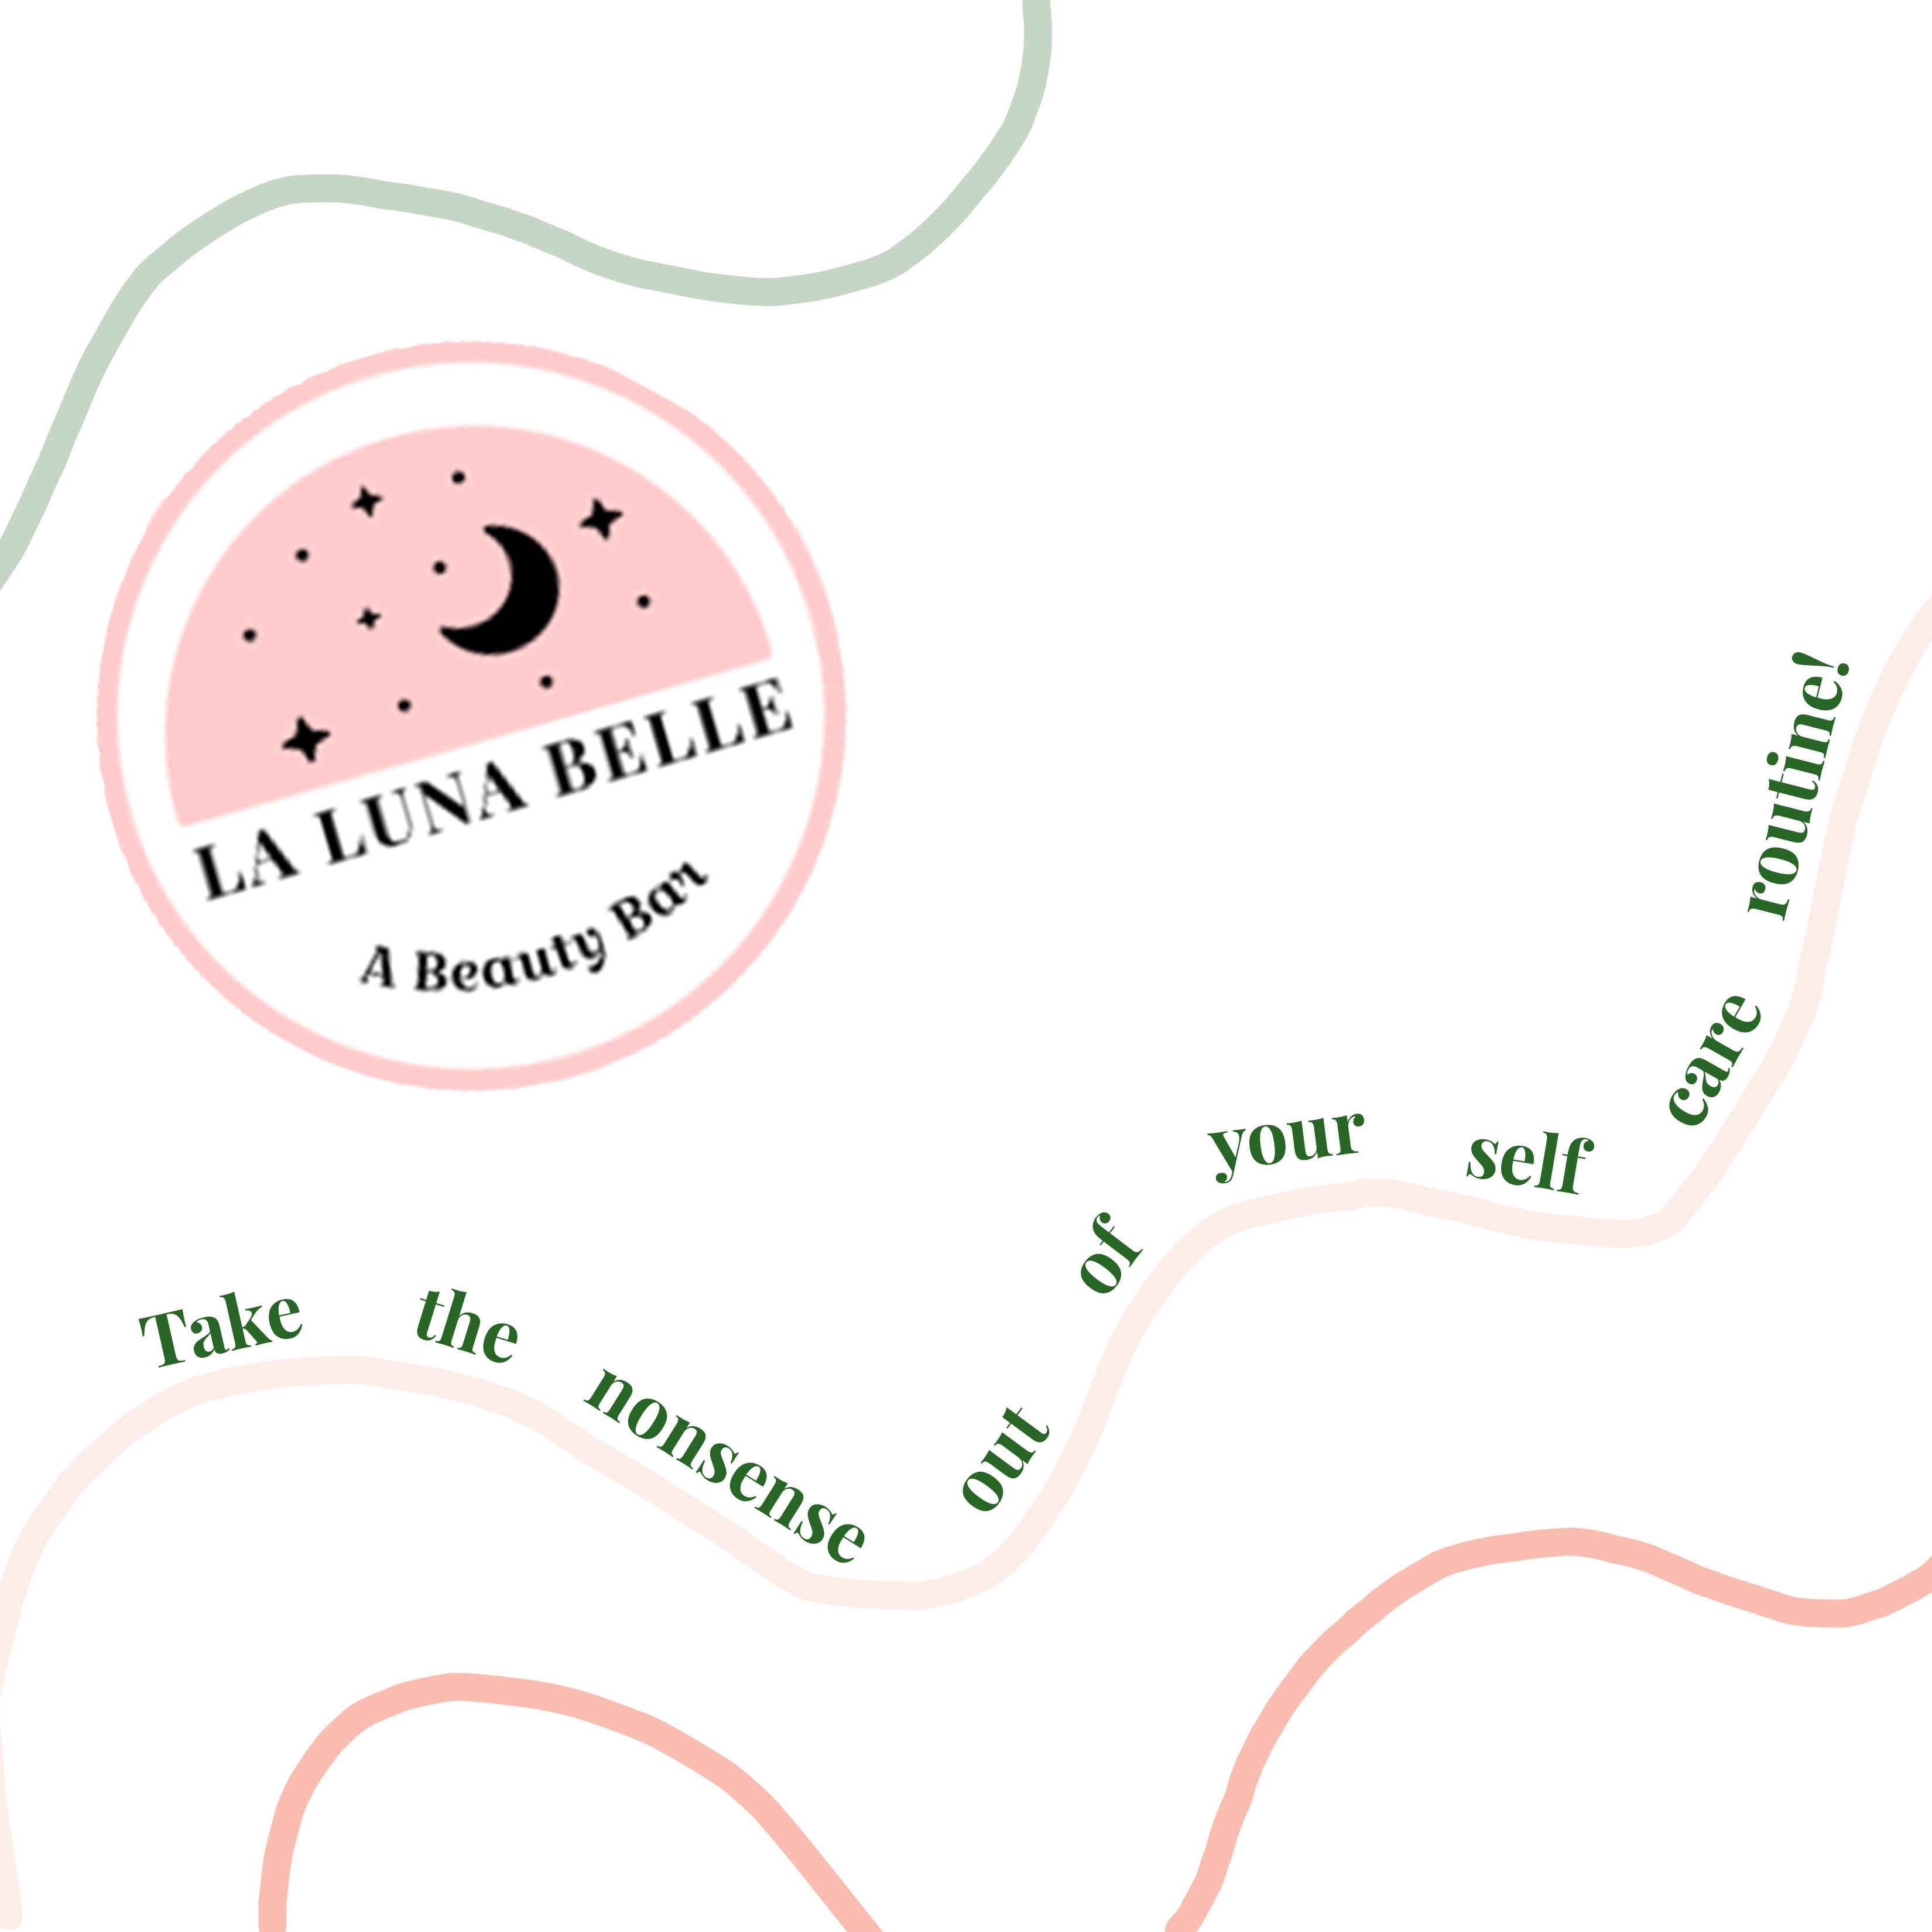 LA LUNA BELLE
A Beauty Bar
Take the nonsense out of your self care routine!